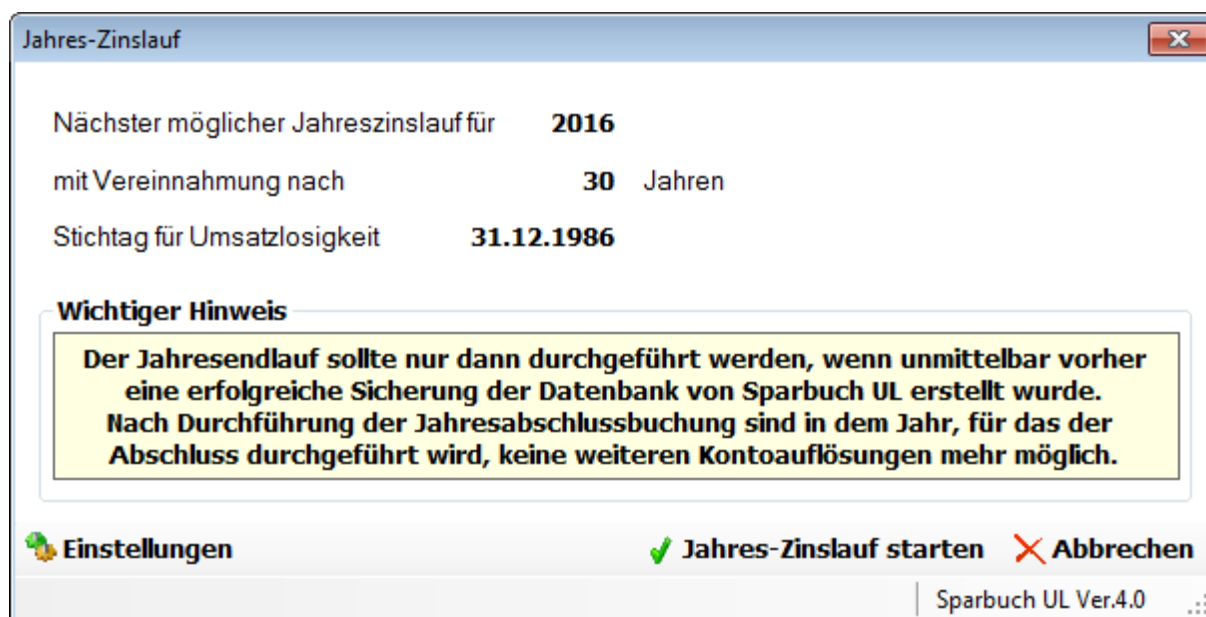 Jahres-Zinslauf
Nächster möglicher Jahreszinslauf für 2016
mit Vereinnahmung nach 30 Jahren
Stichtag für Umsatzlosigkeit 31.12.1986
Wichtiger Hinweis
Der Jahresendlauf sollte nur dann durchgeführt werden, wenn unmittelbar vorher
eine erfolgreiche Sicherung der Datenbank von Sparbuch UL erstellt wurde.
Nach Durchführung der Jahresabschlussbuchung sind in dem Jahr, für das der
Abschluss durchgeführt wird, keine weiteren Kontoauflösungen mehr möglich.
Einstellungen Jahres-Zinslauf starten Abbrechen
Sparbuch UL Ver.4.0